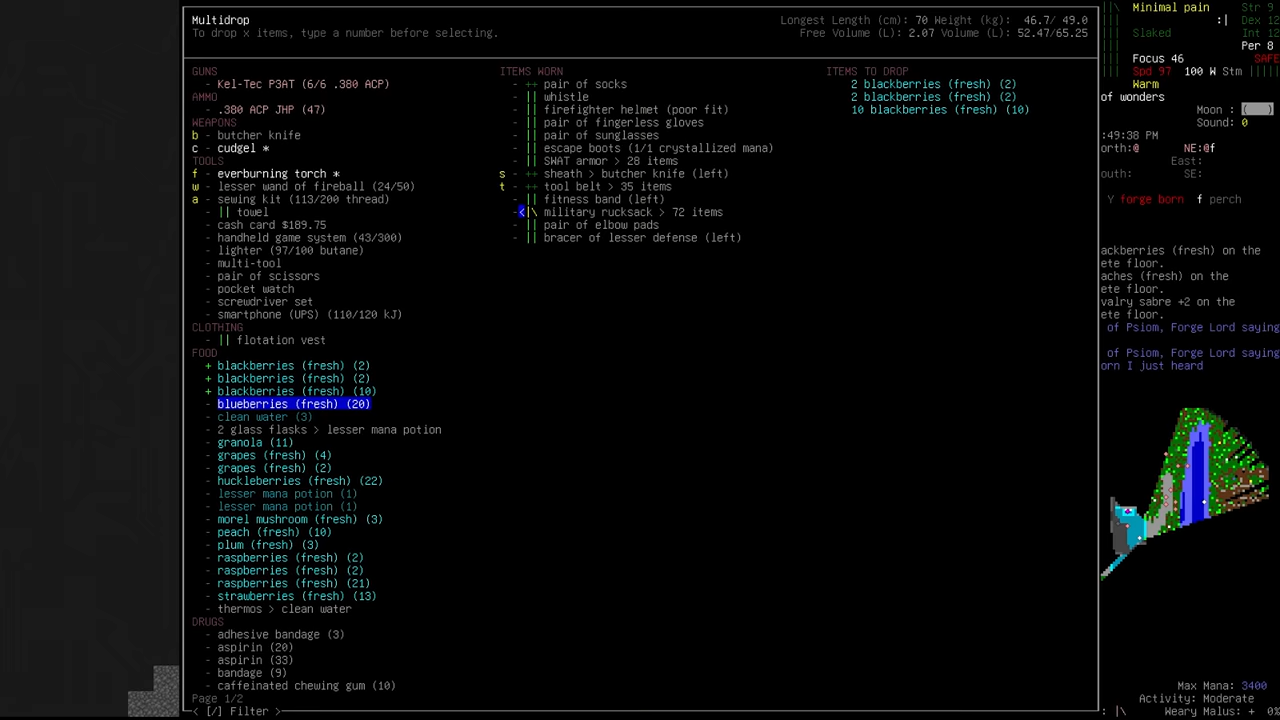 Multidrop
To drop x items, type a number before selecting.
Longest Length (cm): 70 Weight (kg): 46.7/ 49.0
Free Volume (L): 2.07 Volume (L): 52.47/65.25
GUNS
- Kel-Tec P3AT (6/6 .380 ACP)
AMMO
- .380 ACP JHP (47)
WEAPONS
b - butcher knife
c - cudgel *
TOOLS
f - everburning torch *
w - lesser wand of fireball (24/50)
a - sewing kit (113/200 thread)
- || towel
- cash card $189.75
- handheld game system (43/300)
- lighter (97/100 butane)
- multi-tool
- pair of scissors
- pocket watch
- screwdriver set
- smartphone (UPS) (110/120 kJ)
CLOTHING
- || flotation vest
FOOD
+ blackberries (fresh) (2)
+ blackberries (fresh) (2)
+ blackberries (fresh) (10)
- blueberries (fresh) (20)
- clean water (3)
- 2 glass flasks > lesser mana potion
- granola (11)
- grapes (fresh) (4)
- grapes (fresh) (2)
- huckleberries (fresh) (22)
- lesser mana potion (1)
- lesser mana potion (1)
- morel mushroom (fresh) (3)
- peach (fresh) (10)
- plum (fresh) (3)
- raspberries (fresh) (2)
- raspberries (fresh) (2)
- raspberries (fresh) (21)
- strawberries (fresh) (13)
- thermos > clean water
DRUGS
- adhesive bandage (3)
- aspirin (20)
- aspirin (33)
- bandage (9)
- caffeinated chewing gum (10)
Page 1/2
< [/] Filter >
ITEMS WORN
- ++ pair of socks
- || whistle
- || firefighter helmet (poor fit)
- || pair of fingerless gloves
- || pair of sunglasses
- || escape boots (1/1 crystallized mana)
- || SWAT armor > 28 items
s - ++ sheath > butcher knife (left)
t - ++ tool belt > 35 items
- || fitness band (left)
-<|\ military rucksack > 72 items
- || pair of elbow pads
- || bracer of lesser defense (left)
ITEMS TO DROP
2 blackberries (fresh) (2)
2 blackberries (fresh) (2)
10 blackberries (fresh) (10)
||\ Minimal pain Str 9
||| :| Dex 12
||| Slaked Int 12
||| Per 8
||| Focus 46 SAFE
||| Spd 97 100 W Stm ||\
Warm
of wonders
Moon : ( )
Sound: 0
:49:38 PM
orth:@ NE:@f
East:
outh: SE:
Y forge born f perch
ackberries (fresh) on the
ete floor.
aches (fresh) on the
ete floor.
valry sabre +2 on the
ete floor.
of Psiom, Forge Lord saying
of Psiom, Forge Lord saying
orn I just heard
Max Mana: 3400
Activity: Moderate
: |\ Weary Malus: + 0%